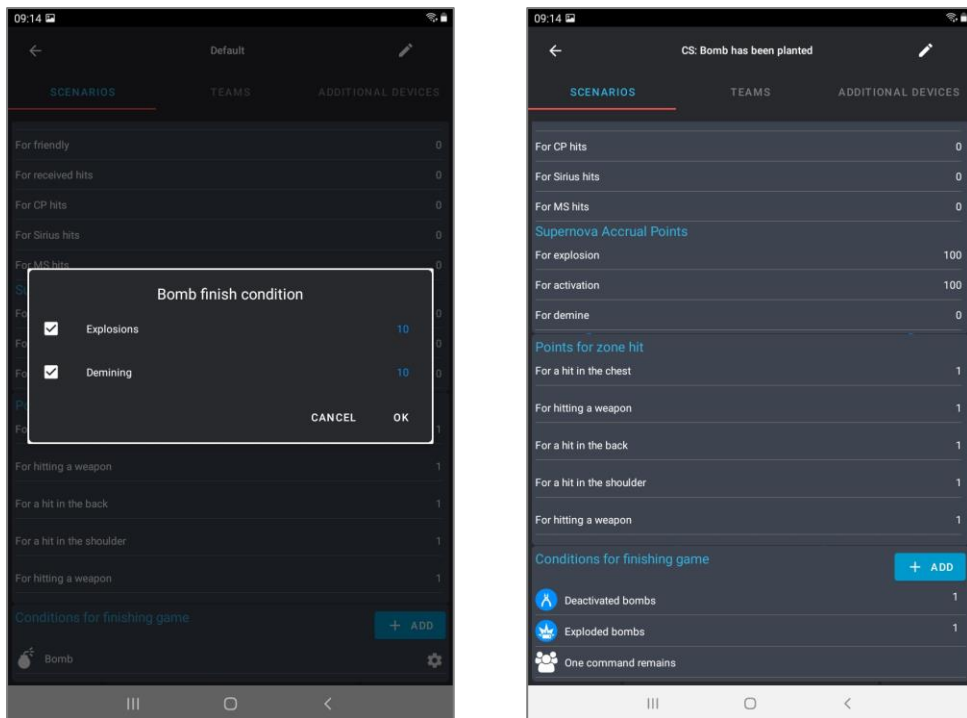 09:14
Default
SCENARIOS TEAMS ADDITIONAL DEVICES
For friendly 0
For received hits 0
For CP hits 0
For Sirius hits 0
For MS hits 0
Bomb finish condition
Explosions 10
Demining 10
CANCEL OK
For hitting a weapon 1
For a hit in the back 1
For a hit in the shoulder 1
For hitting a weapon 1
Conditions for finishing game + ADD
Bomb
09:14
CS: Bomb has been planted
SCENARIOS TEAMS ADDITIONAL DEVICES
For CP hits 0
For Sirius hits 0
For MS hits 0
Supernova Accrual Points
For explosion 100
For activation 100
For demine 0
Points for zone hit
For a hit in the chest 1
For hitting a weapon 1
For a hit in the back 1
For a hit in the shoulder 1
For hitting a weapon 1
Conditions for finishing game + ADD
Deactivated bombs 1
Exploded bombs 1
One command remains